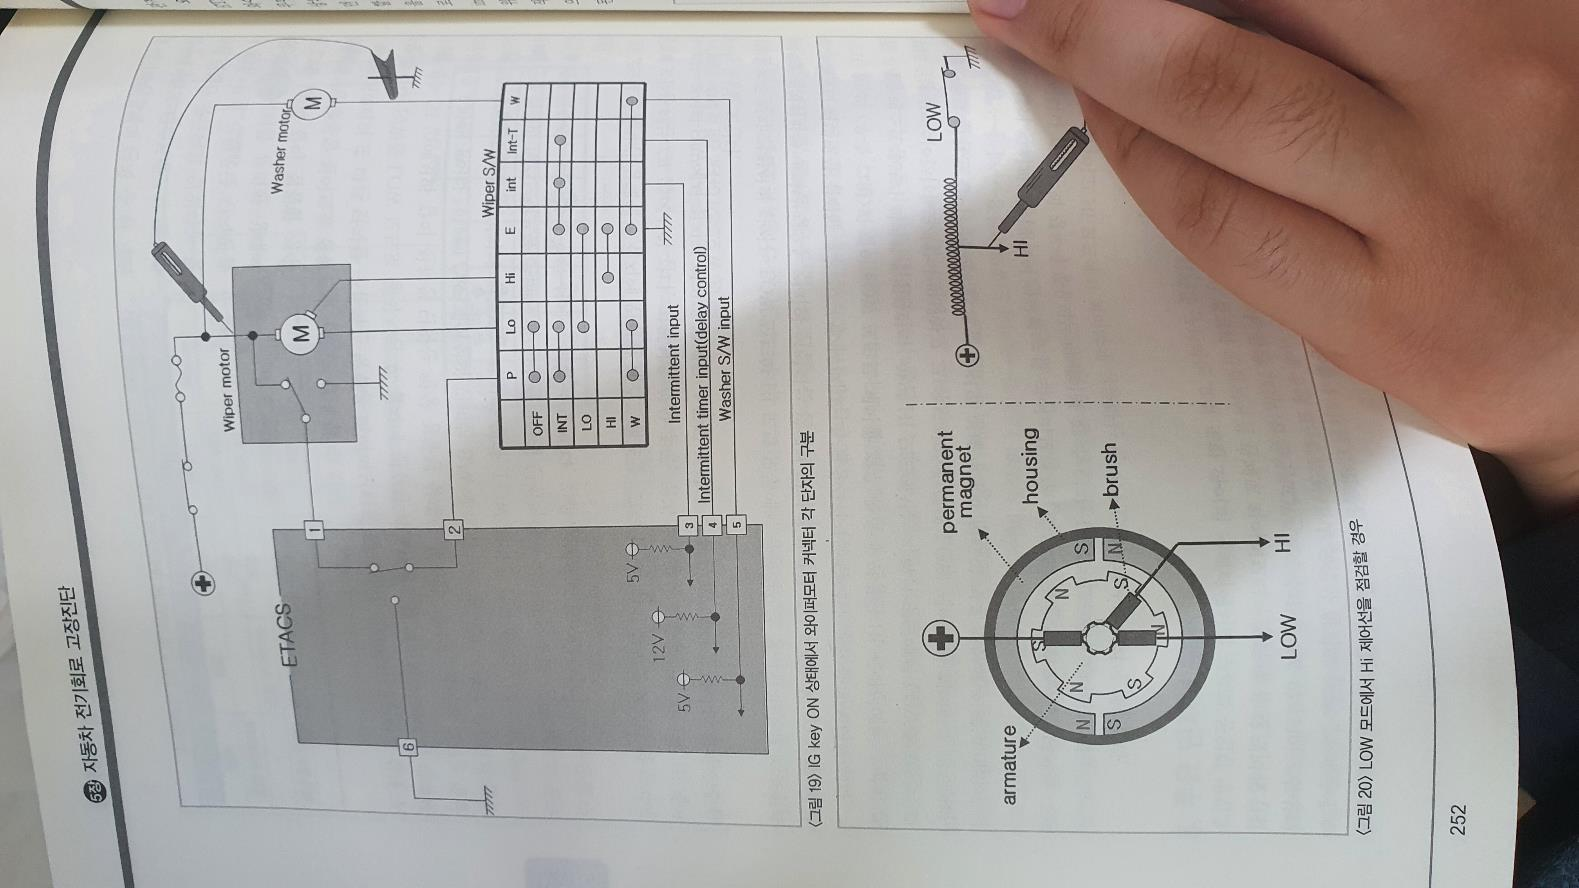 5장 자동차 전기회로 고장진단
Washer motor
M
Wiper motor
M
Wiper S/W
P Lo Hi E int Int-T W
OFF
INT
LO
HI
W
ETACS
1
2
3
4
5
6
5V
12V
5V
Intermittent input
Intermittent timer input(delay control)
Washer S/W input
<그림 19> IG key ON 상태에서 와이퍼모터 커넥터 각 단자의 구분
permanent
magnet
housing
brush
armature
N
S
S
N
S
N
S
N
S
N
HI
LOW
LOW
HI
<그림 20> LOW 모드에서 Hi 제어선을 점검할 경우
252